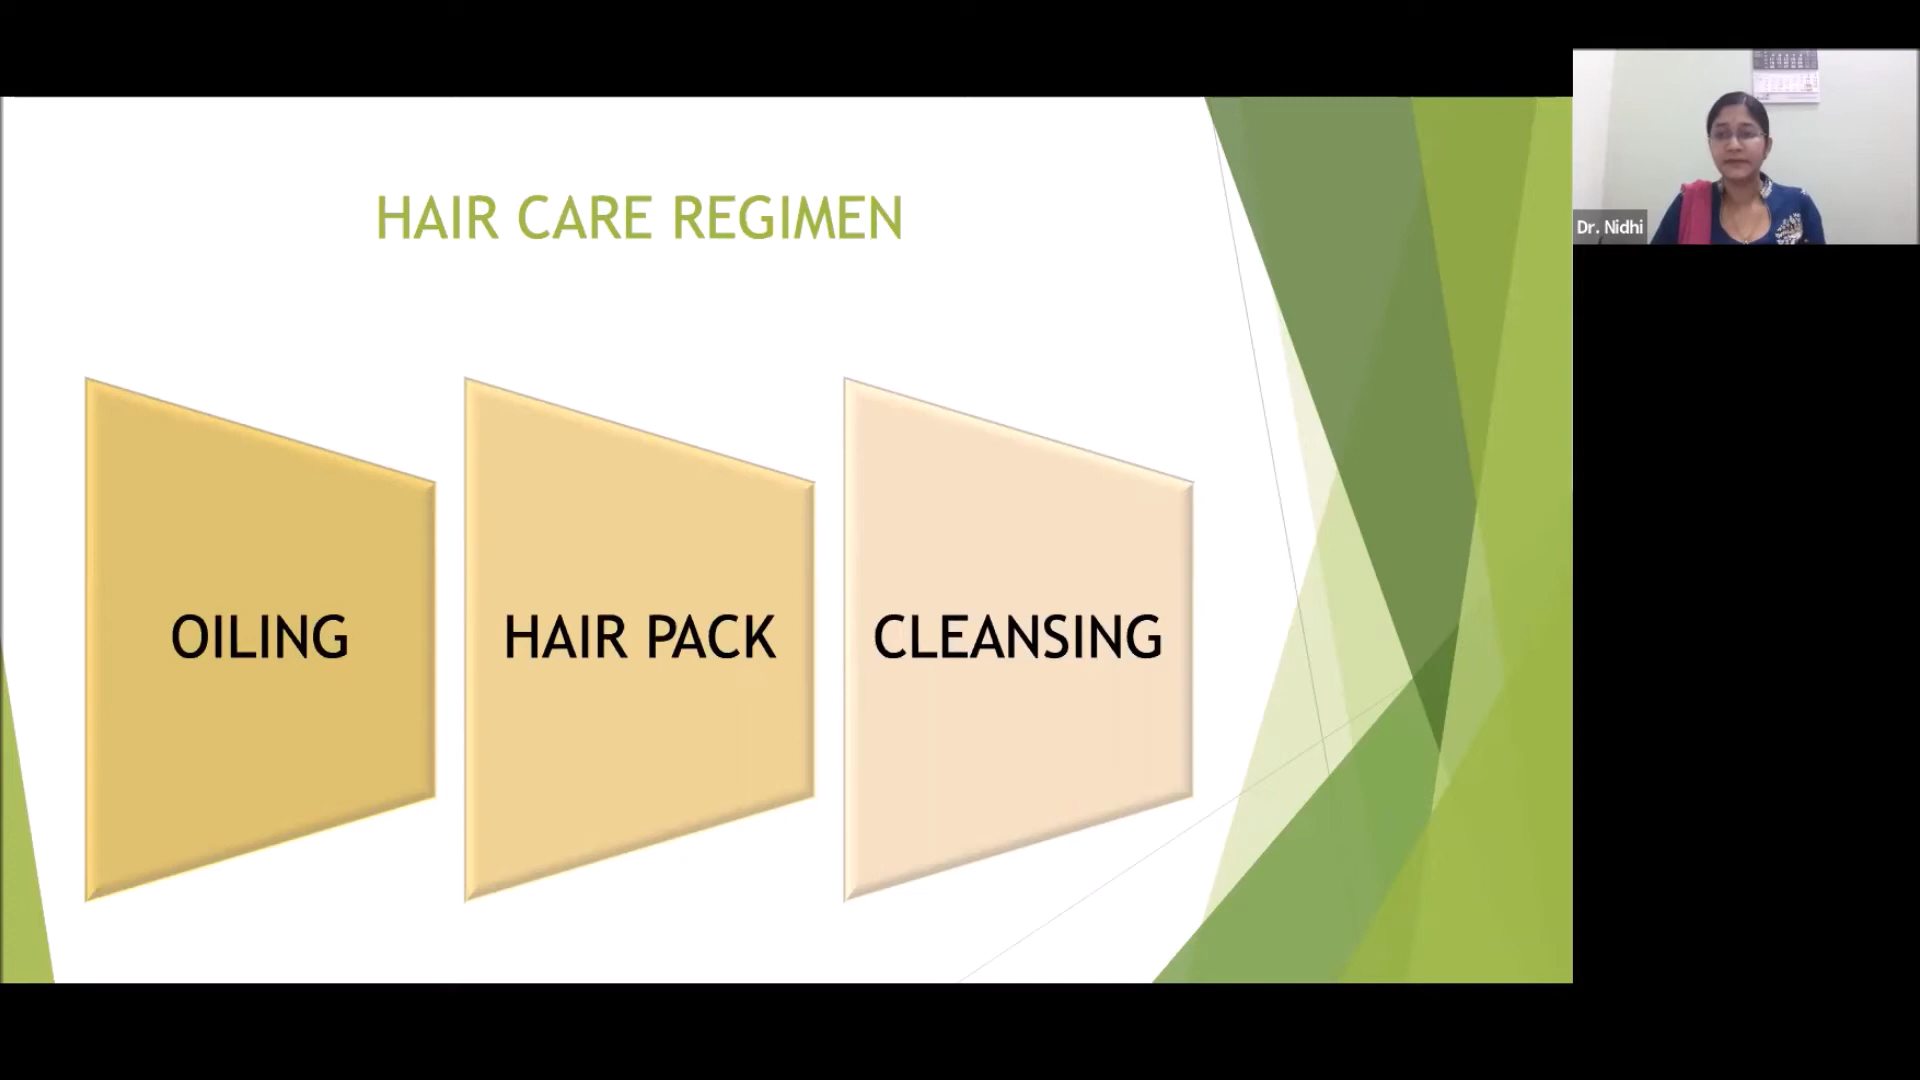 HAIR CARE REGIMEN
OILING
HAIR PACK
CLEANSING
Dr. Nidhi